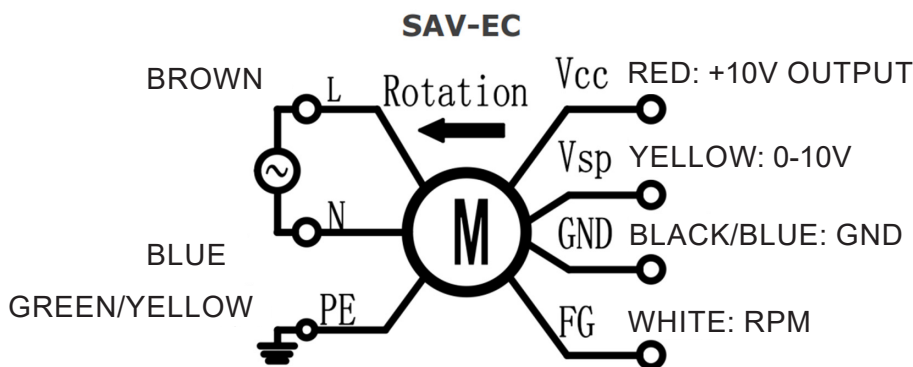 SAV-EC
BROWN
L
Rotation
Vcc RED: +10V OUTPUT
Vsp YELLOW: 0-10V
N
M
GND BLACK/BLUE: GND
BLUE
GREEN/YELLOW
PE
FG WHITE: RPM